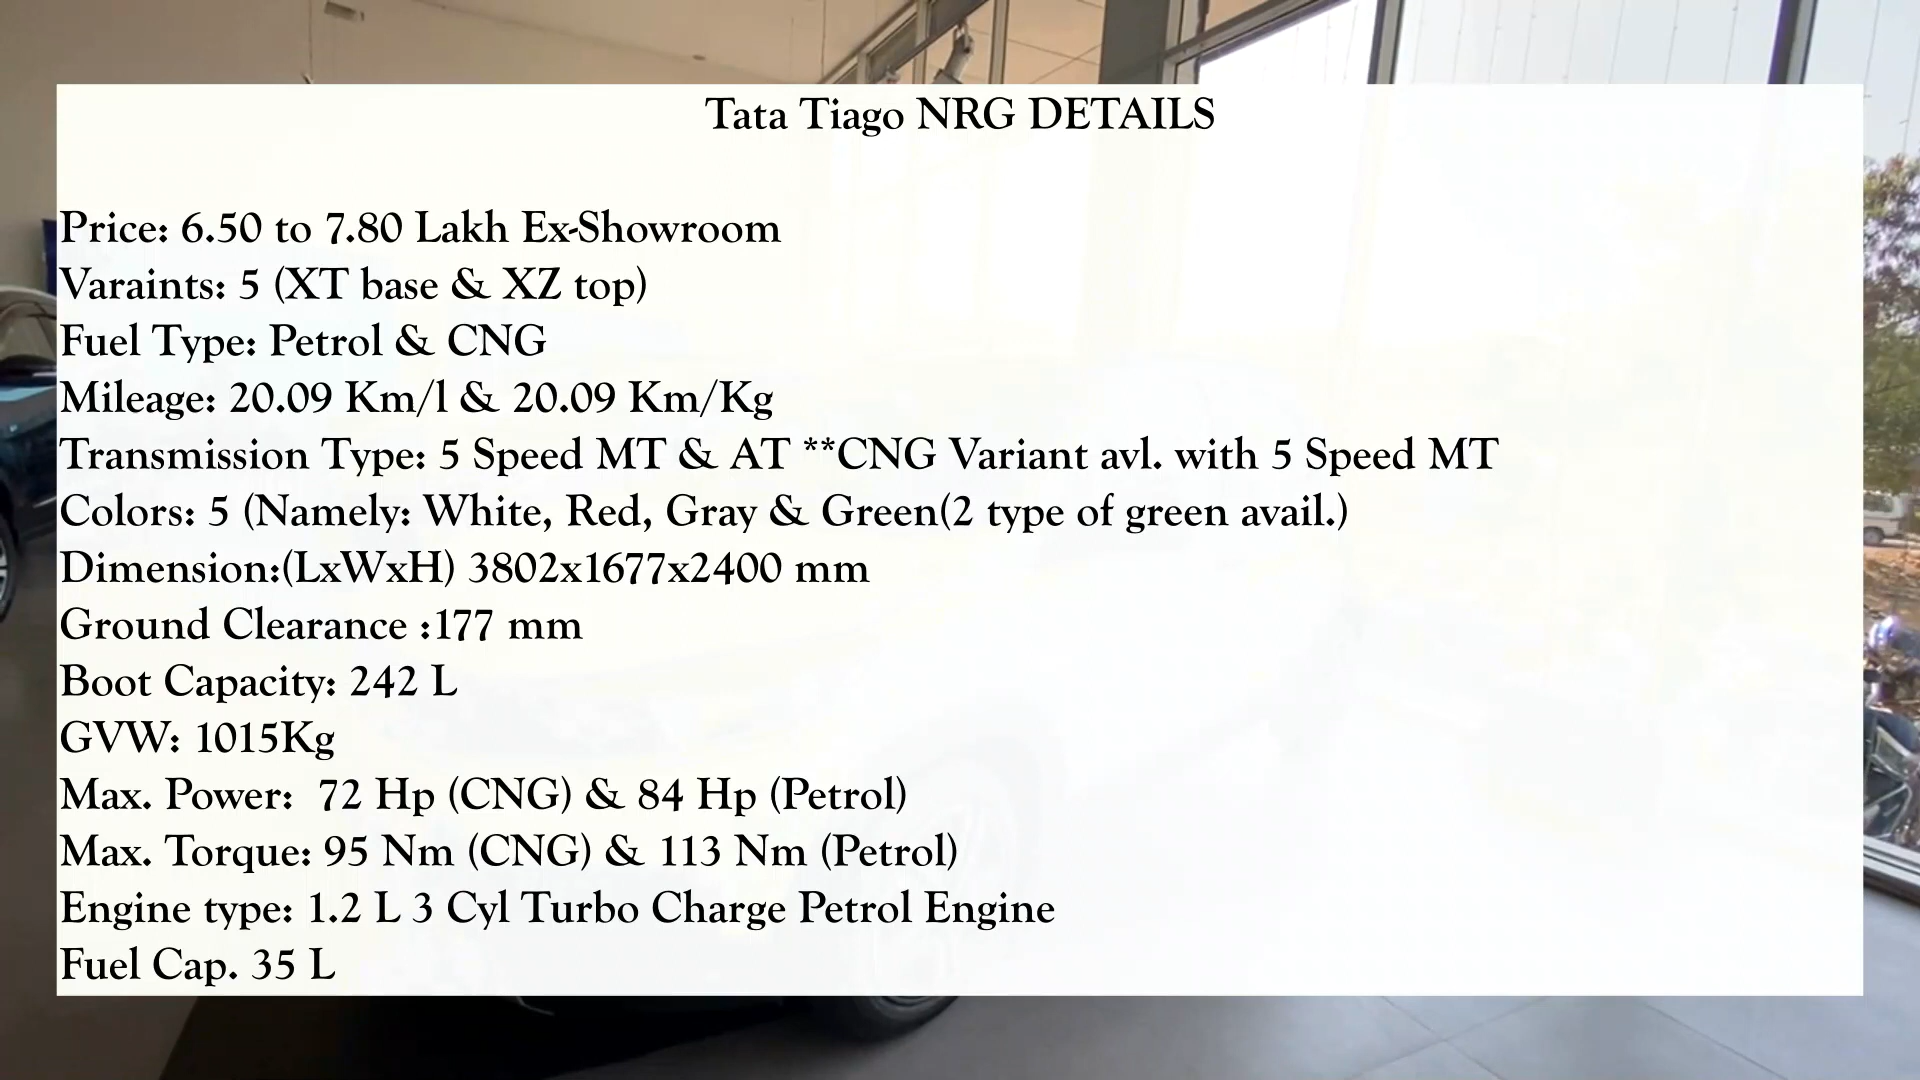 Tata Tiago NRG DETAILS
Price: 6.50 to 7.80 Lakh Ex-Showroom
Varaints: 5 (XT base & XZ top)
Fuel Type: Petrol & CNG
Mileage: 20.09 Km/l & 20.09 Km/Kg
Transmission Type: 5 Speed MT & AT **CNG Variant avl. with 5 Speed MT
Colors: 5 (Namely: White, Red, Gray & Green(2 type of green avail.)
Dimension:(LxWxH) 3802x1677x2400 mm
Ground Clearance :177 mm
Boot Capacity: 242 L
GVW: 1015Kg
Max. Power:  72 Hp (CNG) & 84 Hp (Petrol)
Max. Torque: 95 Nm (CNG) & 113 Nm (Petrol)
Engine type: 1.2 L 3 Cyl Turbo Charge Petrol Engine
Fuel Cap. 35 L